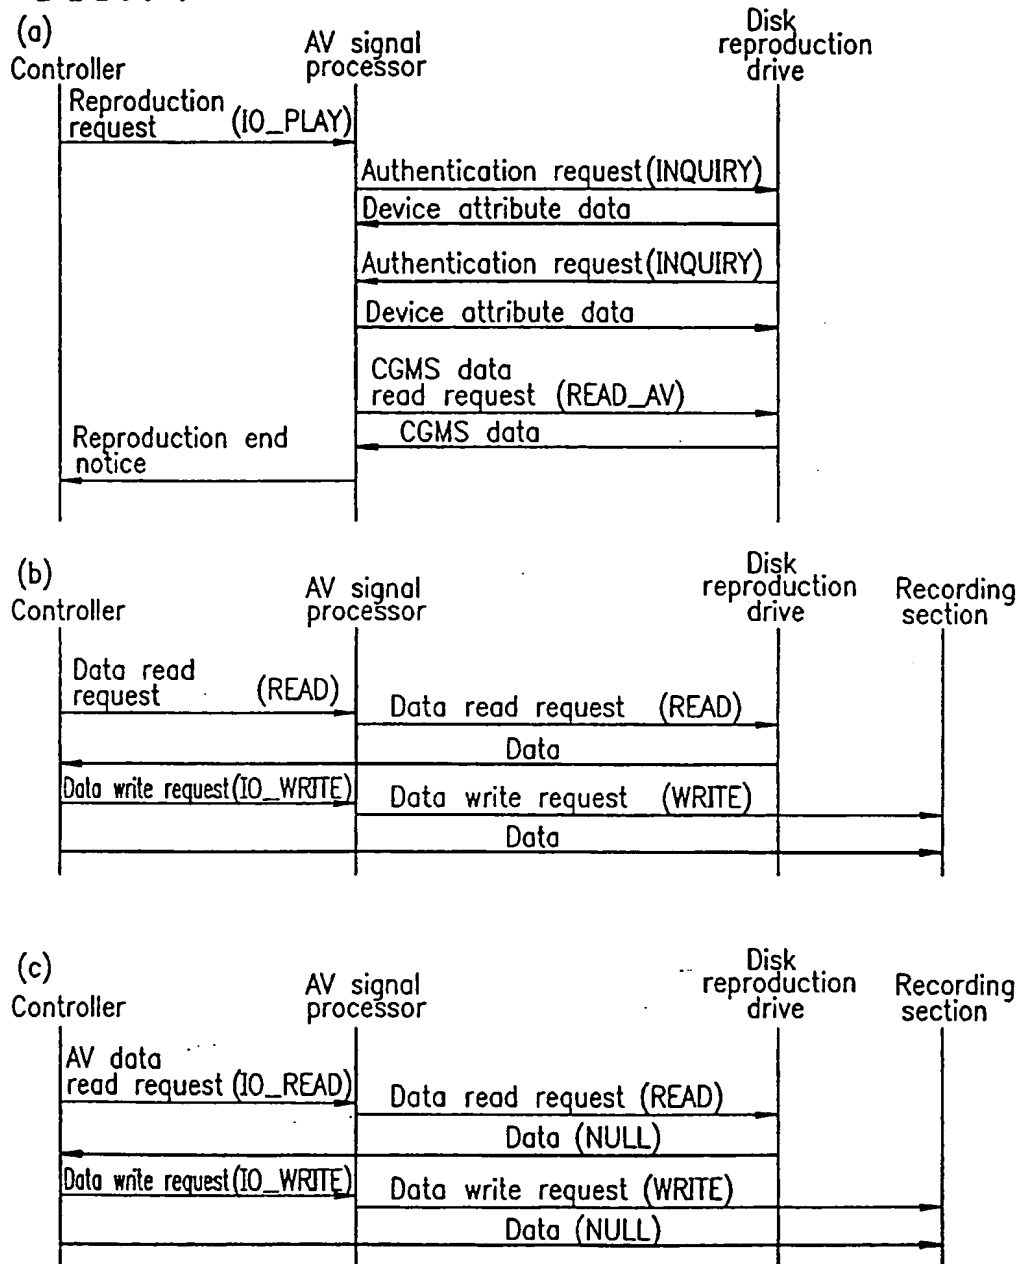 (a)
Controller
AV signal
processor
Disk
reproduction
drive
Reproduction
request (IO_PLAY)
Authentication request(INQUIRY)
Device attribute data
Authentication request(INQUIRY)
Device attribute data
CGMS data
read request (READ_AV)
CGMS data
Reproduction end
notice
(b)
Controller
AV signal
processor
Disk
reproduction
drive
Recording
section
Data read
request (READ)
Data read request (READ)
Data
Data write request(IO_WRITE)
Data write request (WRITE)
Data
(c)
Controller
AV signal
processor
Disk
reproduction
drive
Recording
section
AV data
read request(IO_READ)
Data read request (READ)
Data (NULL)
Data write request(IO_WRITE)
Data write request (WRITE)
Data (NULL)